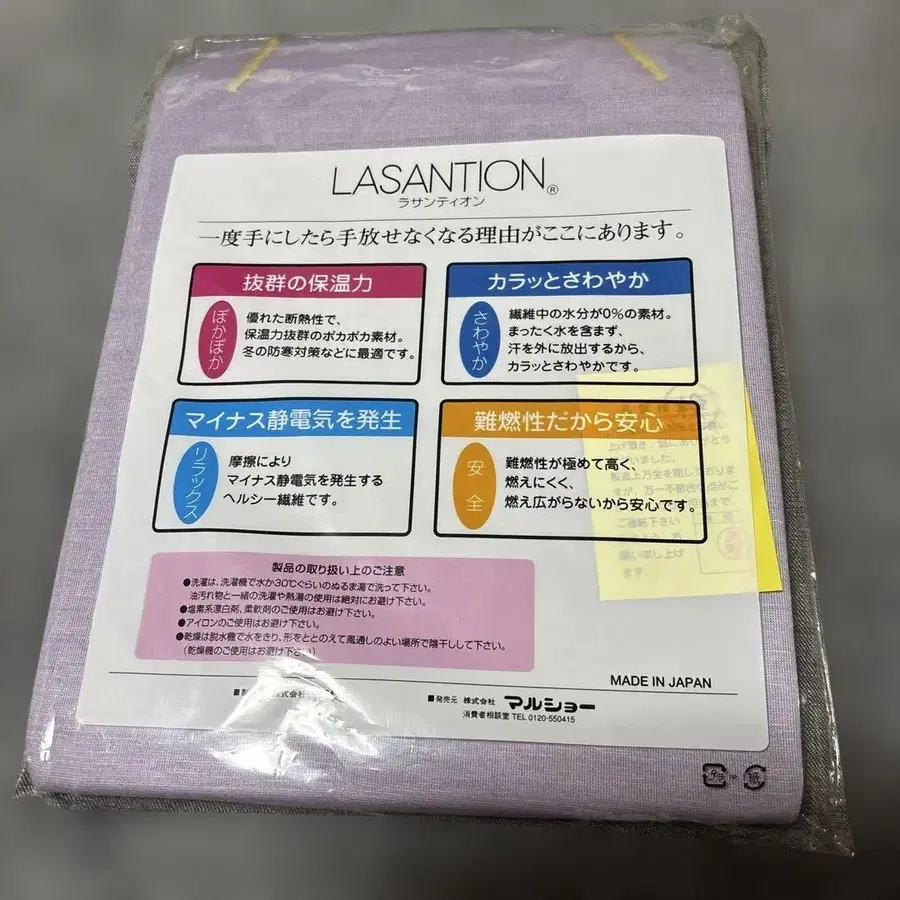 LASANTION®
ラサンティオン
一度手にしたら手放せなくなる理由がここにあります。
抜群の保温力
ぽかぽか
優れた断熱性で、
保温力抜群のポカポカ素材。
冬の防寒対策などに最適です。
カラッとさわやか
さわやか
繊維中の水分が0%の素材。
まったく水を含まず、
汗を外に放出するから、
カラッとさわやかです。
マイナス静電気を発生
リラックス
摩擦により
マイナス静電気を発生する
ヘルシー繊維です。
難燃性だから安心
安全
難燃性が極めて高く、
燃えにくく、
燃え広がらないから安心です。
製品の取り扱い上のご注意
●洗濯は、洗濯機で水か30℃ぐらいのぬるま湯で洗って下さい。
油汚れ物と一緒の洗濯や熱湯の使用は絶対にお避け下さい。
●塩素系漂白剤、柔軟剤のご使用はお避け下さい。
●アイロンのご使用はお避け下さい。
●乾燥は脱水機で水をきり、形をととのえて風通しのよい場所で陰干しして下さい。
(乾燥機のご使用はお避け下さい)
MADE IN JAPAN
■発売元 株式会社 マルショー
消費者相談室 TEL 0120-550415
プラ
紙